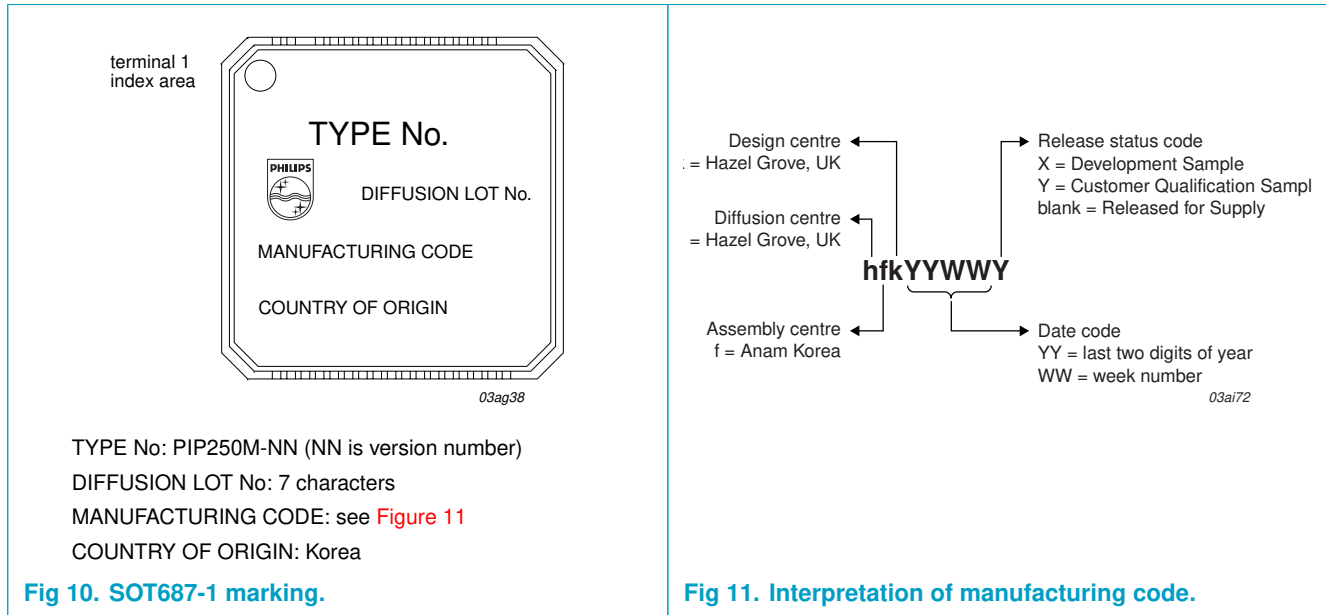 terminal 1
index area
TYPE No.
PHILIPS
DIFFUSION LOT No.
MANUFACTURING CODE
COUNTRY OF ORIGIN
03ag38
TYPE No: PIP250M-NN (NN is version number)
DIFFUSION LOT No: 7 characters
MANUFACTURING CODE: see Figure 11
COUNTRY OF ORIGIN: Korea
Fig 10. SOT687-1 marking.
Design centre
= Hazel Grove, UK
Diffusion centre
= Hazel Grove, UK
Assembly centre
f = Anam Korea
hfkYYWWY
Release status code
X = Development Sample
Y = Customer Qualification Sampl
blank = Released for Supply
Date code
YY = last two digits of year
WW = week number
03ai72
Fig 11. Interpretation of manufacturing code.